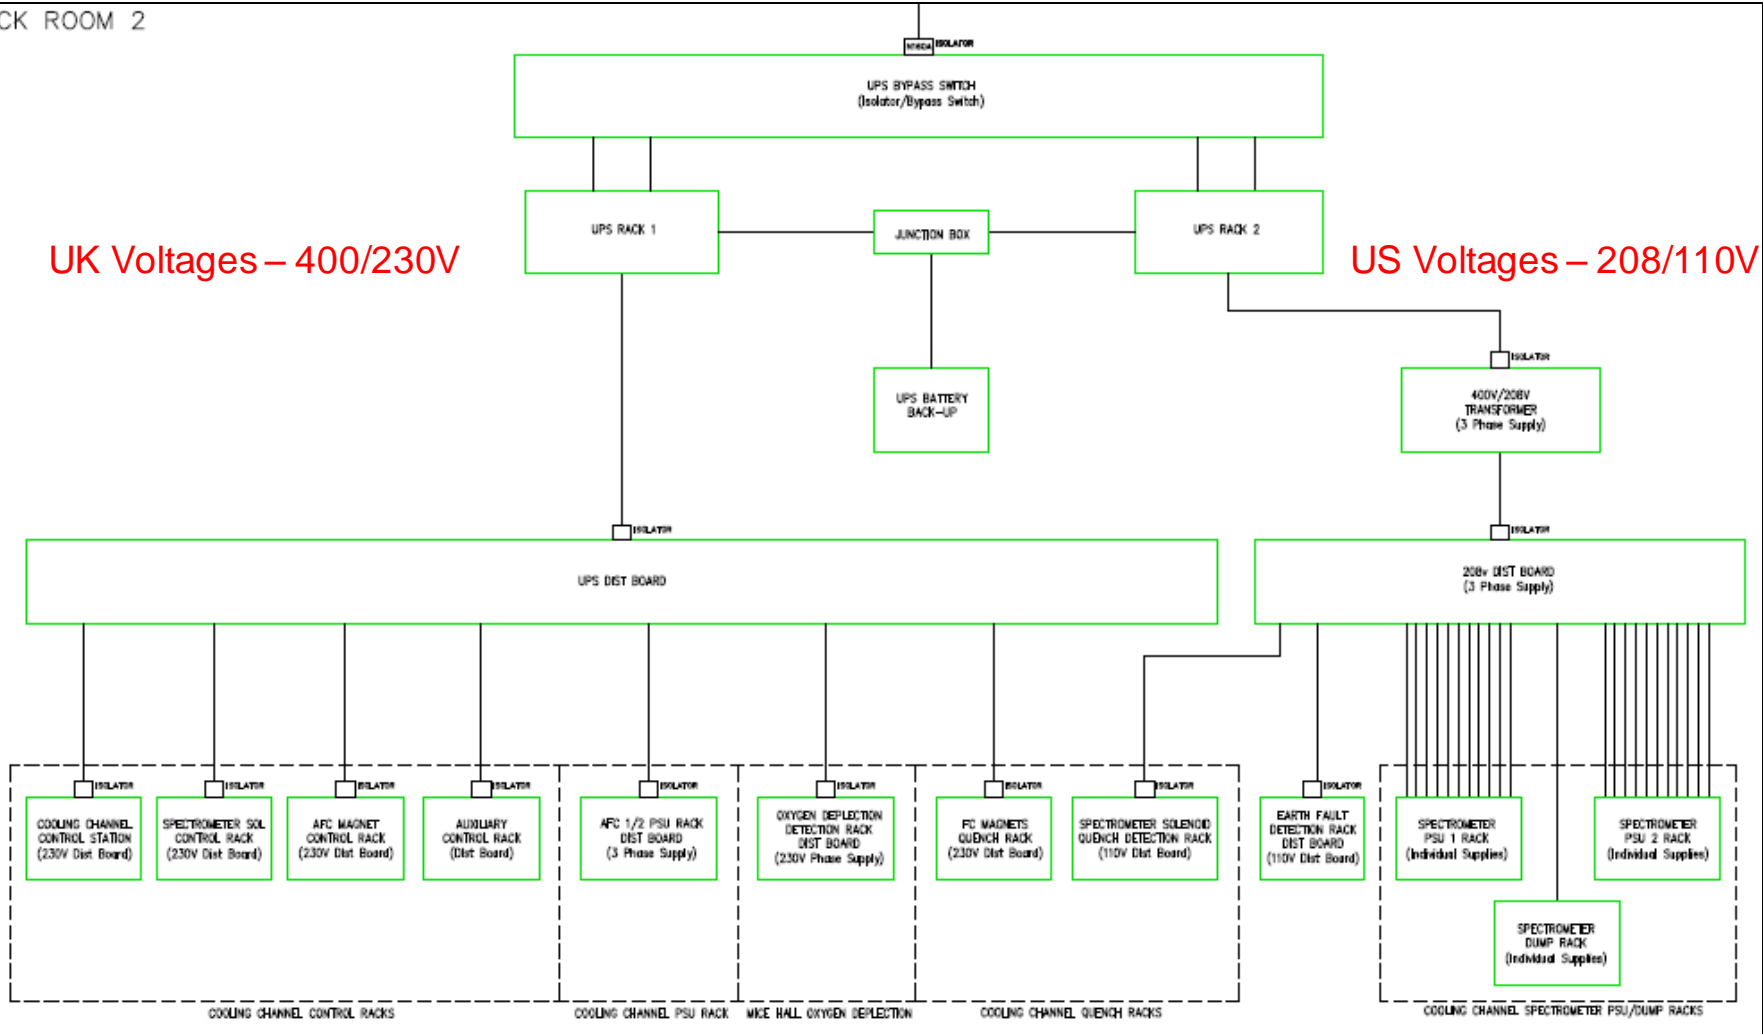 CK ROOM 2
ISOLATOR
UPS BYPASS SWITCH
(Isolator/Bypass Switch)
UPS RACK 1
JUNCTION BOX
UPS RACK 2
UK Voltages – 400/230V
US Voltages – 208/110V
ISOLATOR
UPS BATTERY
BACK-UP
400V/208V
TRANSFORMER
(3 Phase Supply)
ISOLATOR
ISOLATOR
UPS DIST BOARD
208v DIST BOARD
(3 Phase Supply)
ISOLATOR
ISOLATOR
ISOLATOR
ISOLATOR
ISOLATOR
ISOLATOR
ISOLATOR
ISOLATOR
ISOLATOR
COOLING CHANNEL
CONTROL STATION
(230V Dist Board)
SPECTROMETER SOL
CONTROL RACK
(230V Dist Board)
AFC MAGNET
CONTROL RACK
(230V Dist Board)
AUXILIARY
CONTROL RACK
(Dist Board)
AFC 1/2 PSU RACK
DIST BOARD
(3 Phase Supply)
OXYGEN DEPLECTION
DETECTION RACK
DIST BOARD
(230V Phase Supply)
FC MAGNETS
QUENCH RACK
(230V Dist Board)
SPECTROMETER SOLENOID
QUENCH DETECTION RACK
(110V Dist Board)
EARTH FAULT
DETECTION RACK
DIST BOARD
(110V Dist Board)
SPECTROMETER
PSU 1 RACK
(Individual Supplies)
SPECTROMETER
PSU 2 RACK
(Individual Supplies)
SPECTROMETER
DUMP RACK
(Individual Supplies)
COOLING CHANNEL CONTROL RACKS
COOLING CHANNEL PSU RACK
MICE HALL OXYGEN DEPLECTION
COOLING CHANNEL QUENCH RACKS
COOLING CHANNEL SPECTROMETER PSU/DUMP RACKS